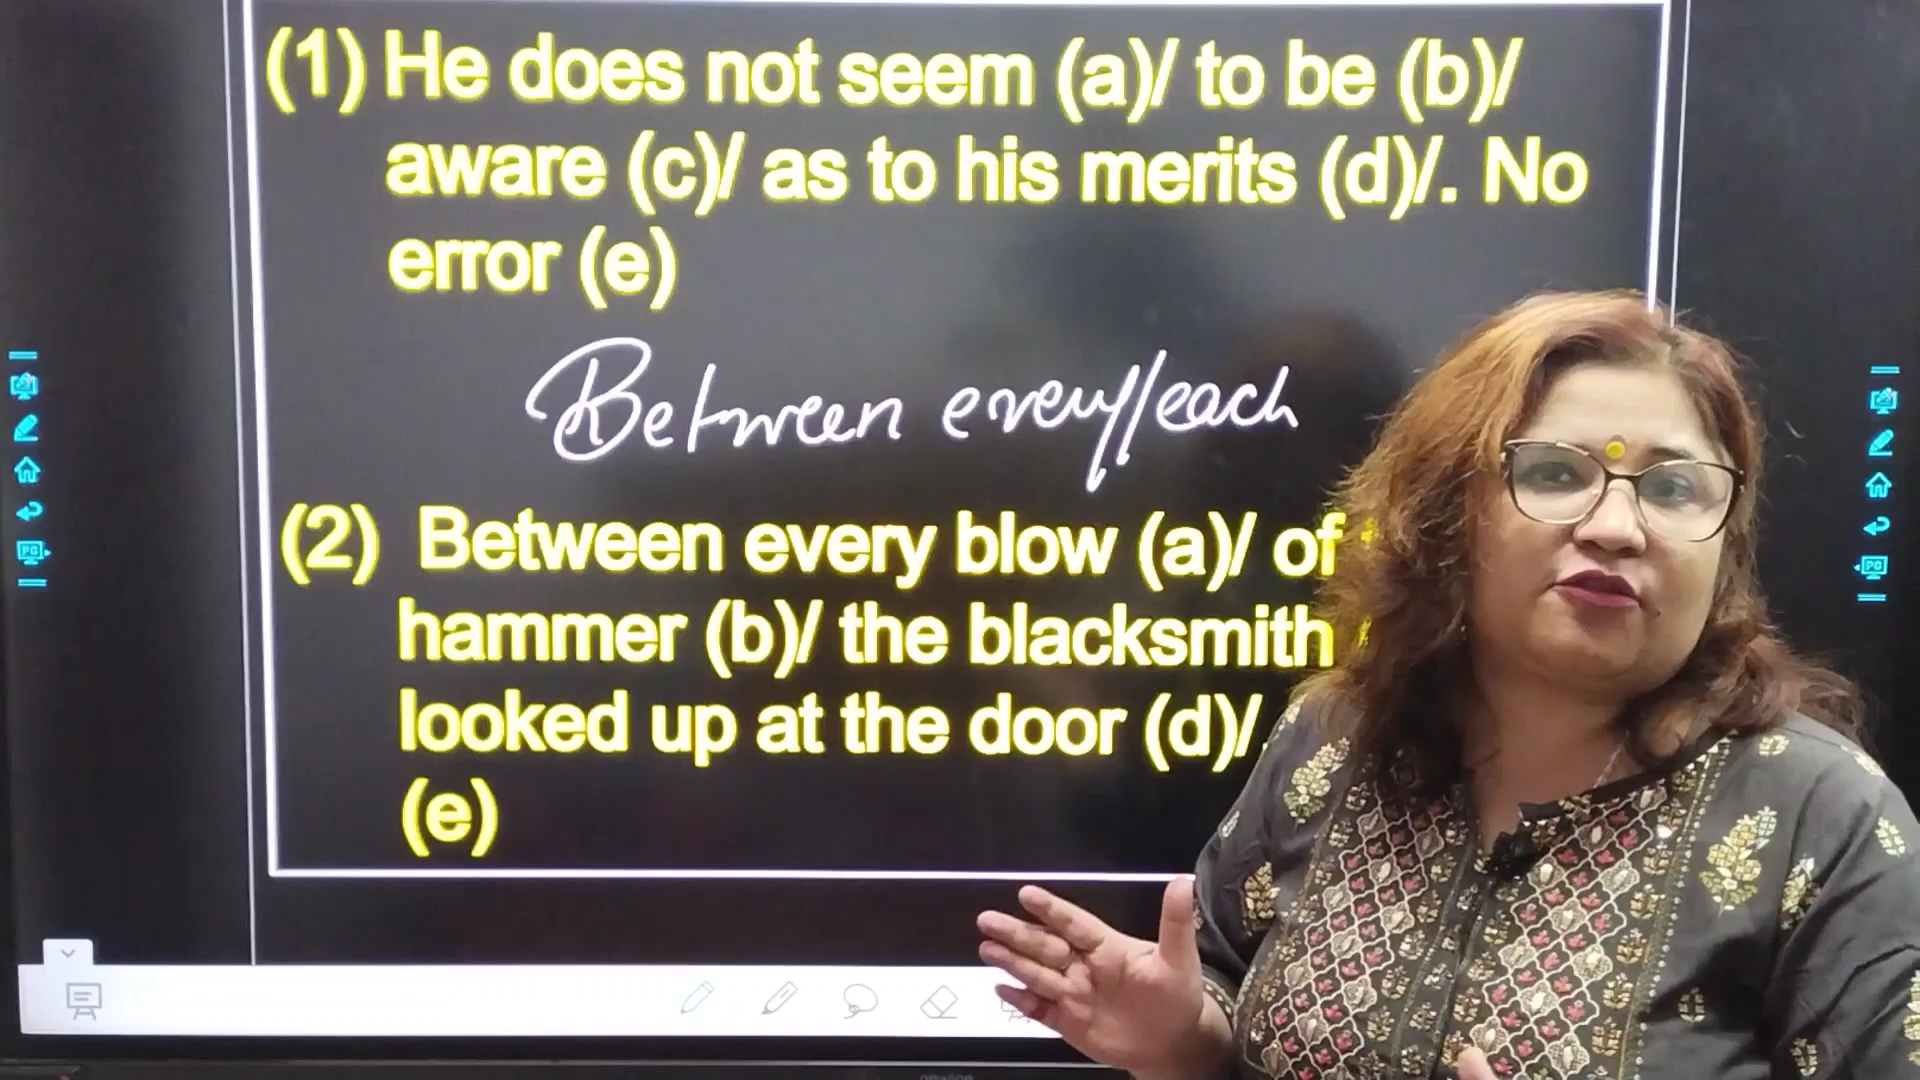 (1) He does not seem (a)/ to be (b)/
aware (c)/ as to his merits (d)/. No
error (e)
Between every/each
(2) Between every blow (a)/ of
hammer (b)/ the blacksmith
looked up at the door (d)/.
(e)